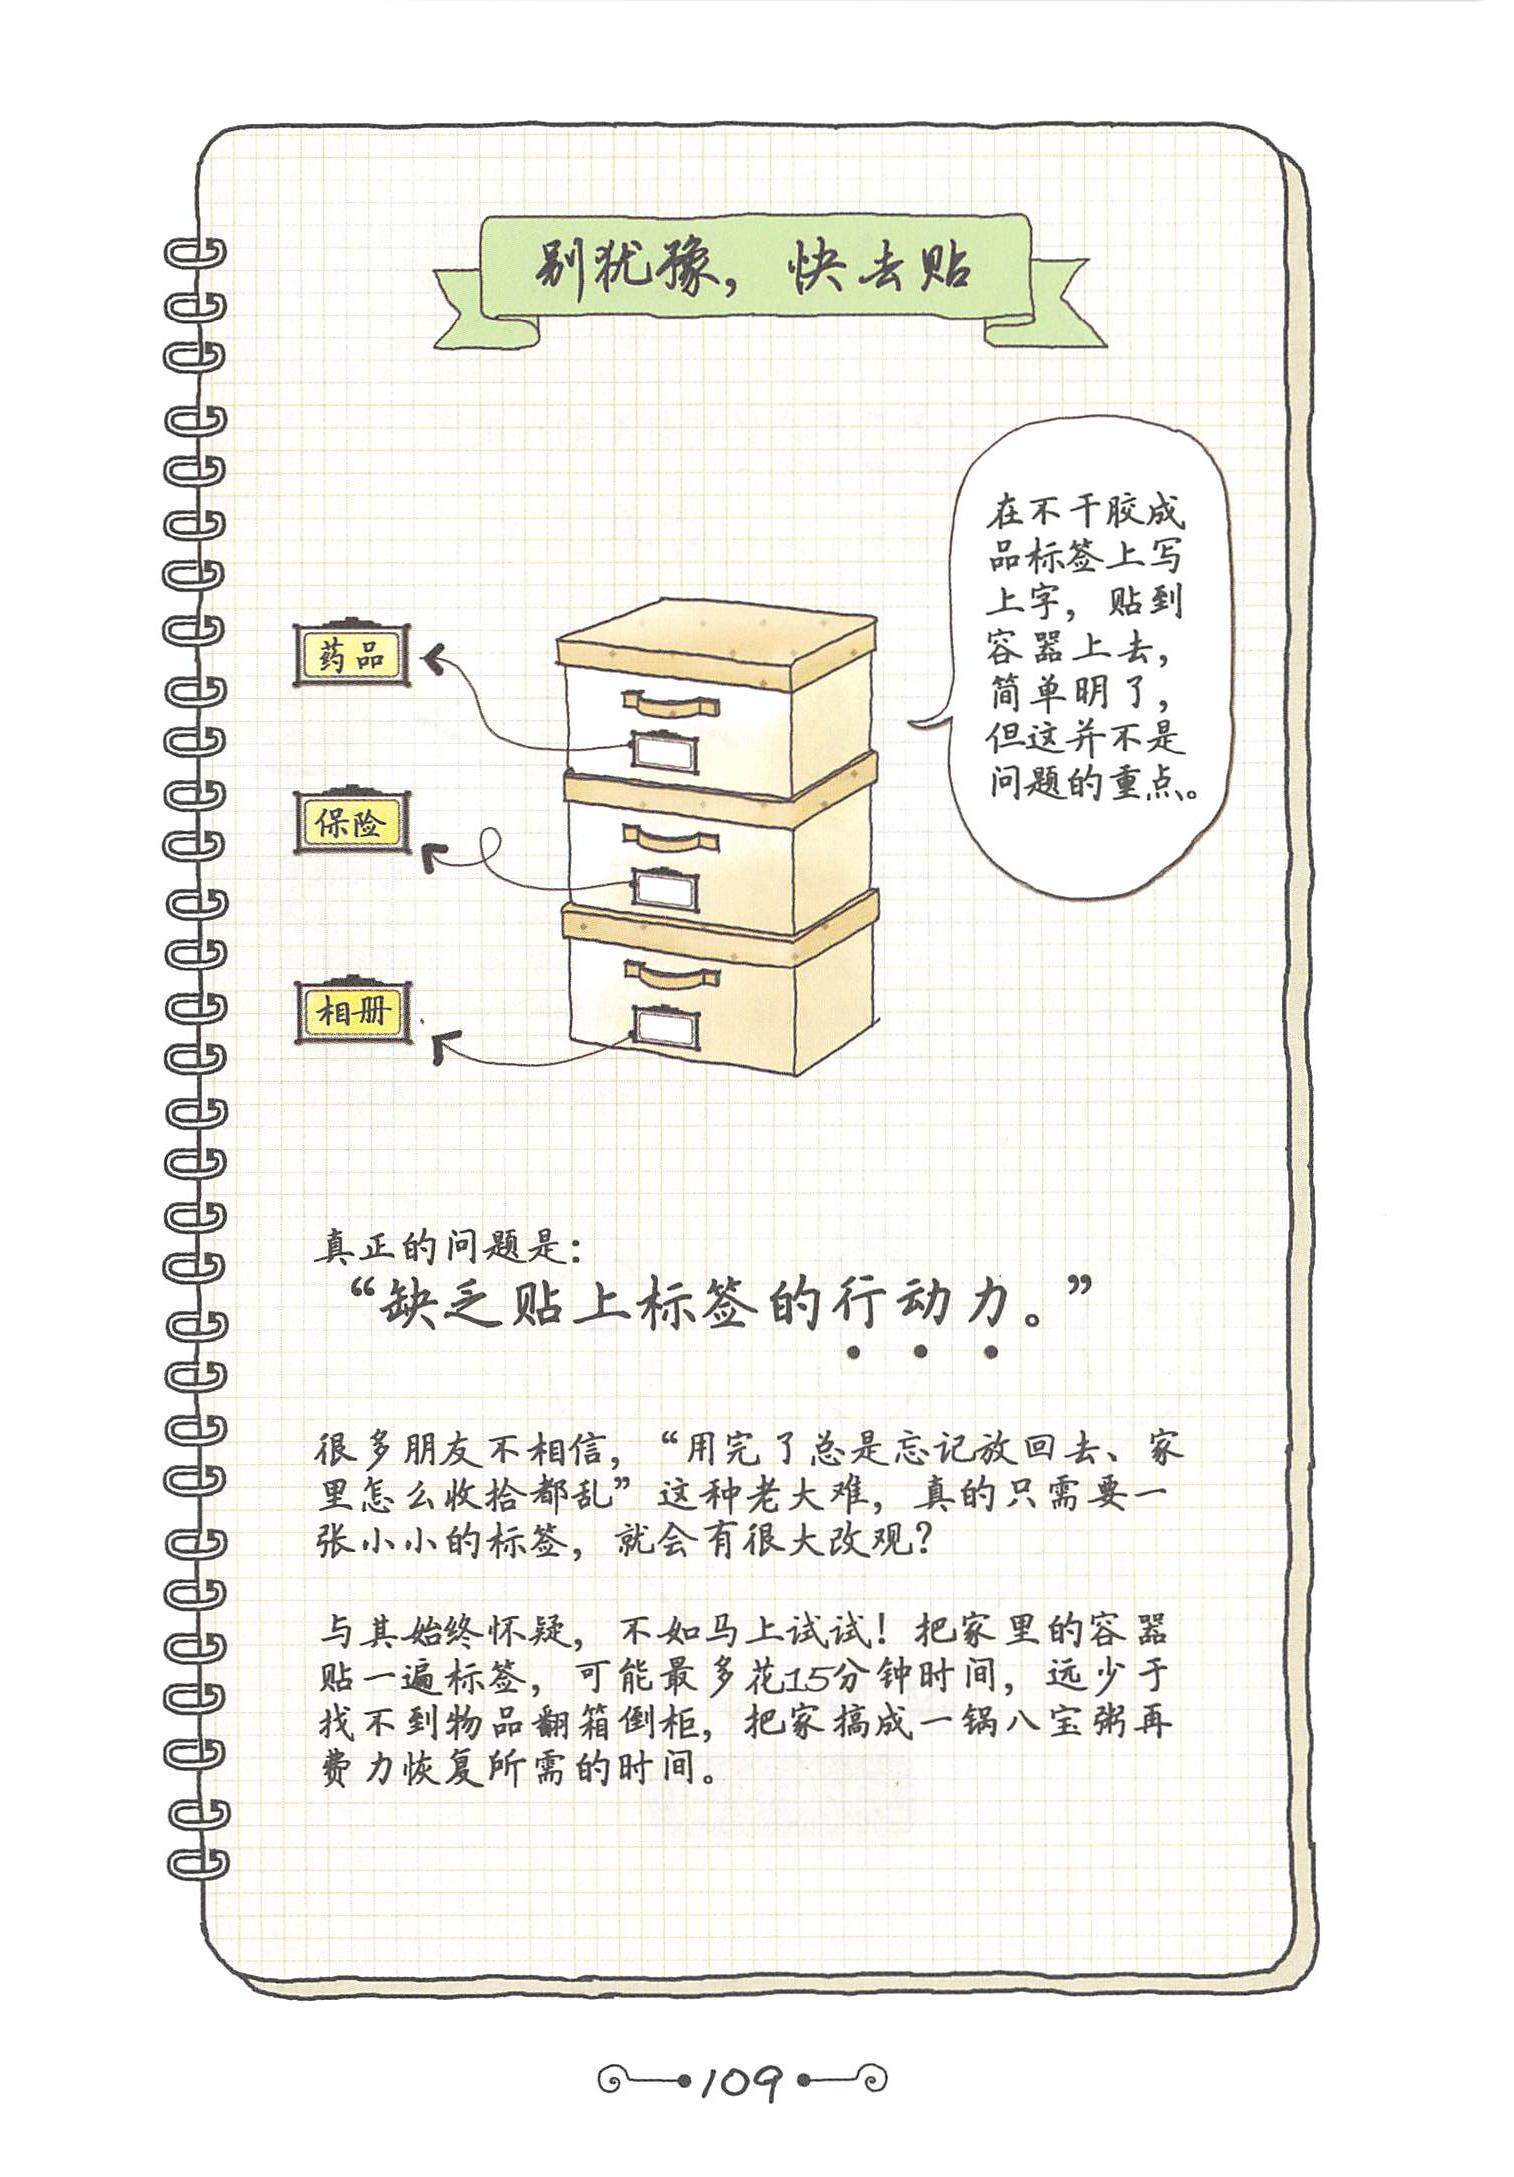 别犹豫，快去贴
在不干胶成
品标签上写
上字，贴到
容器上去，
简单明了，
但这并不是
问题的重点。
药品
保险
相册
真正的问题是：
“缺乏贴上标签的行动力。”
很多朋友不相信，“用完了总是忘记放回去、家
里怎么收拾都乱”这种老大难，真的只需要一
张小小的标签，就会有很大改观？
与其始终怀疑，不如马上试试！把家里的容器
贴一遍标签，可能最多花15分钟时间，远少于
找不到物品翻箱倒柜，把家搞成一锅八宝粥再
费力恢复所需的时间。
109